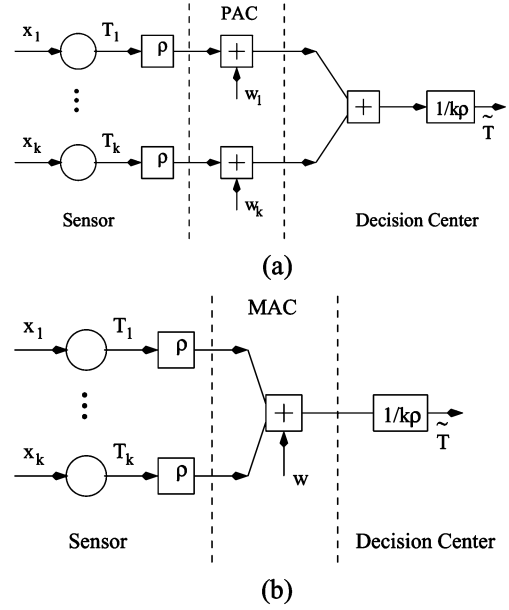 PAC
x1 T1 ρ + + 1/kρ
w1 T̃
xk Tk ρ +
wk
Sensor Decision Center
(a)
MAC
x1 T1 ρ
+ 1/kρ
T̃
xk Tk ρ w
Sensor Decision Center
(b)